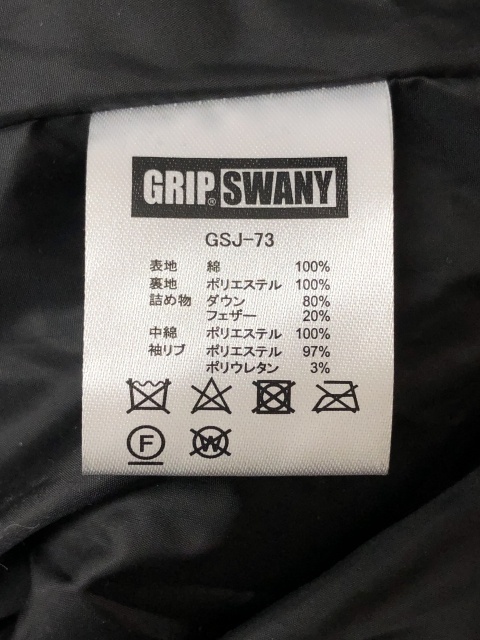 GRIP® SWANY
GSJ-73
表地 綿 100%
裏地 ポリエステル 100%
詰め物 ダウン 80%
フェザー 20%
中綿 ポリエステル 100%
袖リブ ポリエステル 97%
ポリウレタン 3%
F W